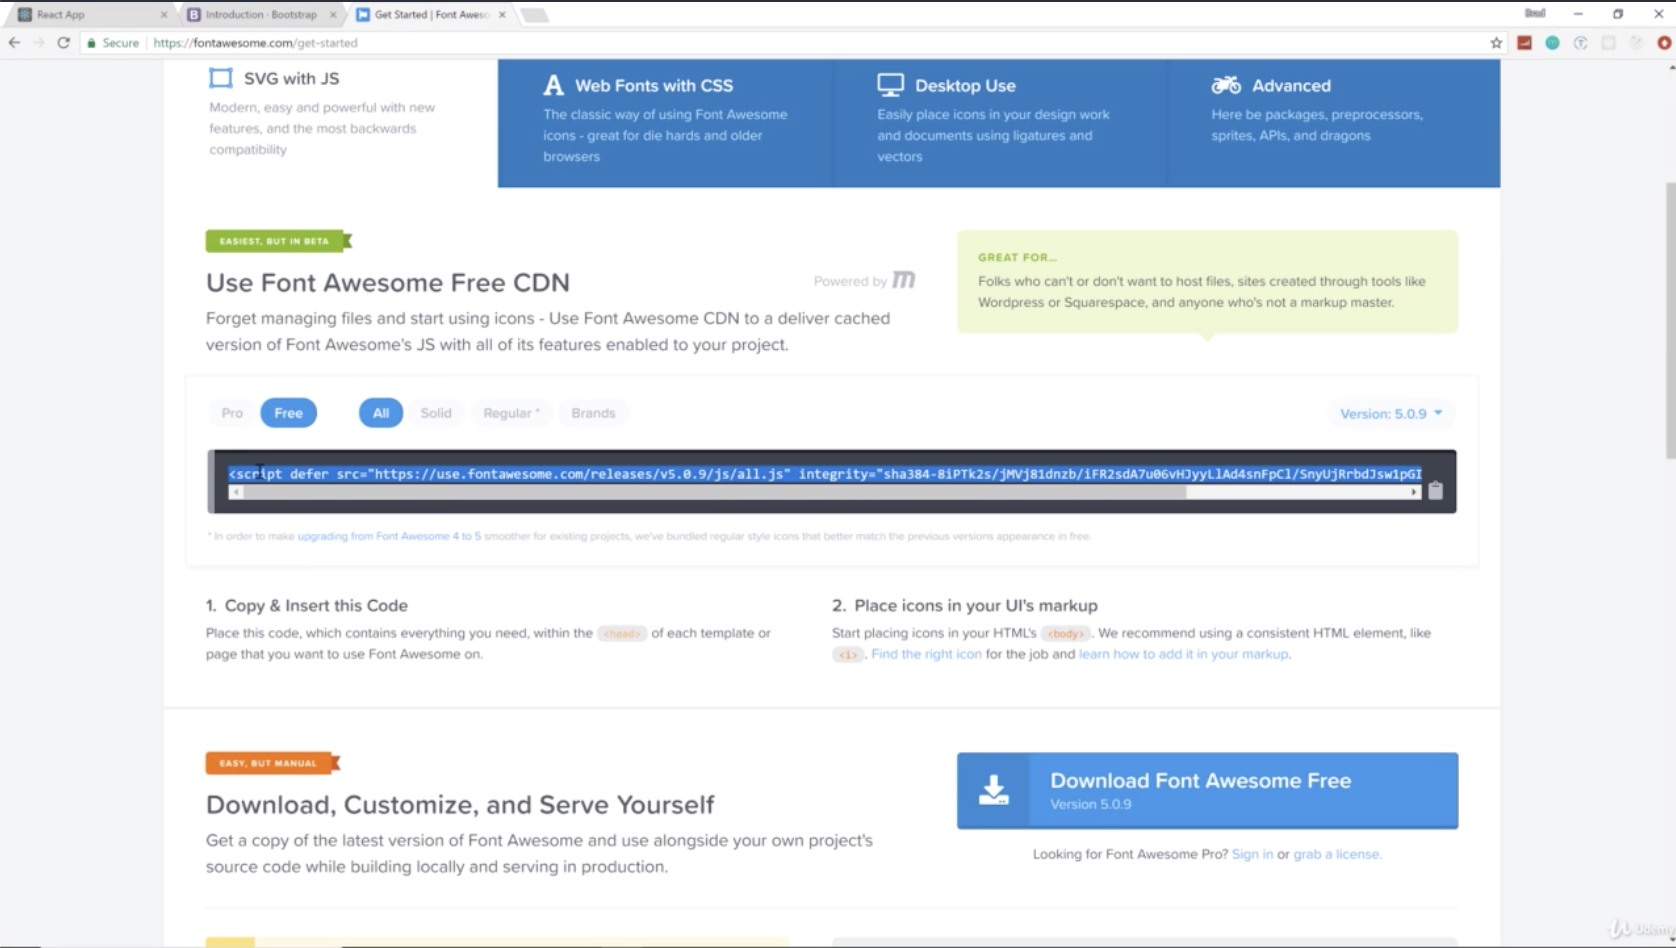 React App
Introduction · Bootstrap
Get Started | Font Aweso
Secure
https://fontawesome.com/get-started
SVG with JS
Modern, easy and powerful with new
features, and the most backwards
compatibility
Web Fonts with CSS
The classic way of using Font Awesome
icons - great for die hards and older
browsers
Desktop Use
Easily place icons in your design work
and documents using ligatures and
vectors
Advanced
Here be packages, preprocessors,
sprites, APIs, and dragons
EASIEST, BUT IN BETA
Use Font Awesome Free CDN
Powered by m
Forget managing files and start using icons - Use Font Awesome CDN to a deliver cached
version of Font Awesome's JS with all of its features enabled to your project.
GREAT FOR...
Folks who can't or don't want to host files, sites created through tools like
Wordpress or Squarespace, and anyone who's not a markup master.
Pro Free All Solid Regular * Brands
Version: 5.0.9
<script defer src="https://use.fontawesome.com/releases/v5.0.9/js/all.js" integrity="sha384-8iPTk2s/jMVj81dnzb/iFR2sdA7u06vHJyyLlAd4snFpCl/SnyUjRrbdJsw1pGI
* In order to make upgrading from Font Awesome 4 to 5 smoother for existing projects, we've bundled regular style icons that better match the previous versions appearance in free.
1. Copy & Insert this Code
Place this code, which contains everything you need, within the <head> of each template or
page that you want to use Font Awesome on.
2. Place icons in your UI's markup
Start placing icons in your HTML's <body>. We recommend using a consistent HTML element, like
<i>. Find the right icon for the job and learn how to add it in your markup.
EASY, BUT MANUAL
Download, Customize, and Serve Yourself
Get a copy of the latest version of Font Awesome and use alongside your own project's
source code while building locally and serving in production.
Download Font Awesome Free
Version 5.0.9
Looking for Font Awesome Pro? Sign in or grab a license.
Udemy